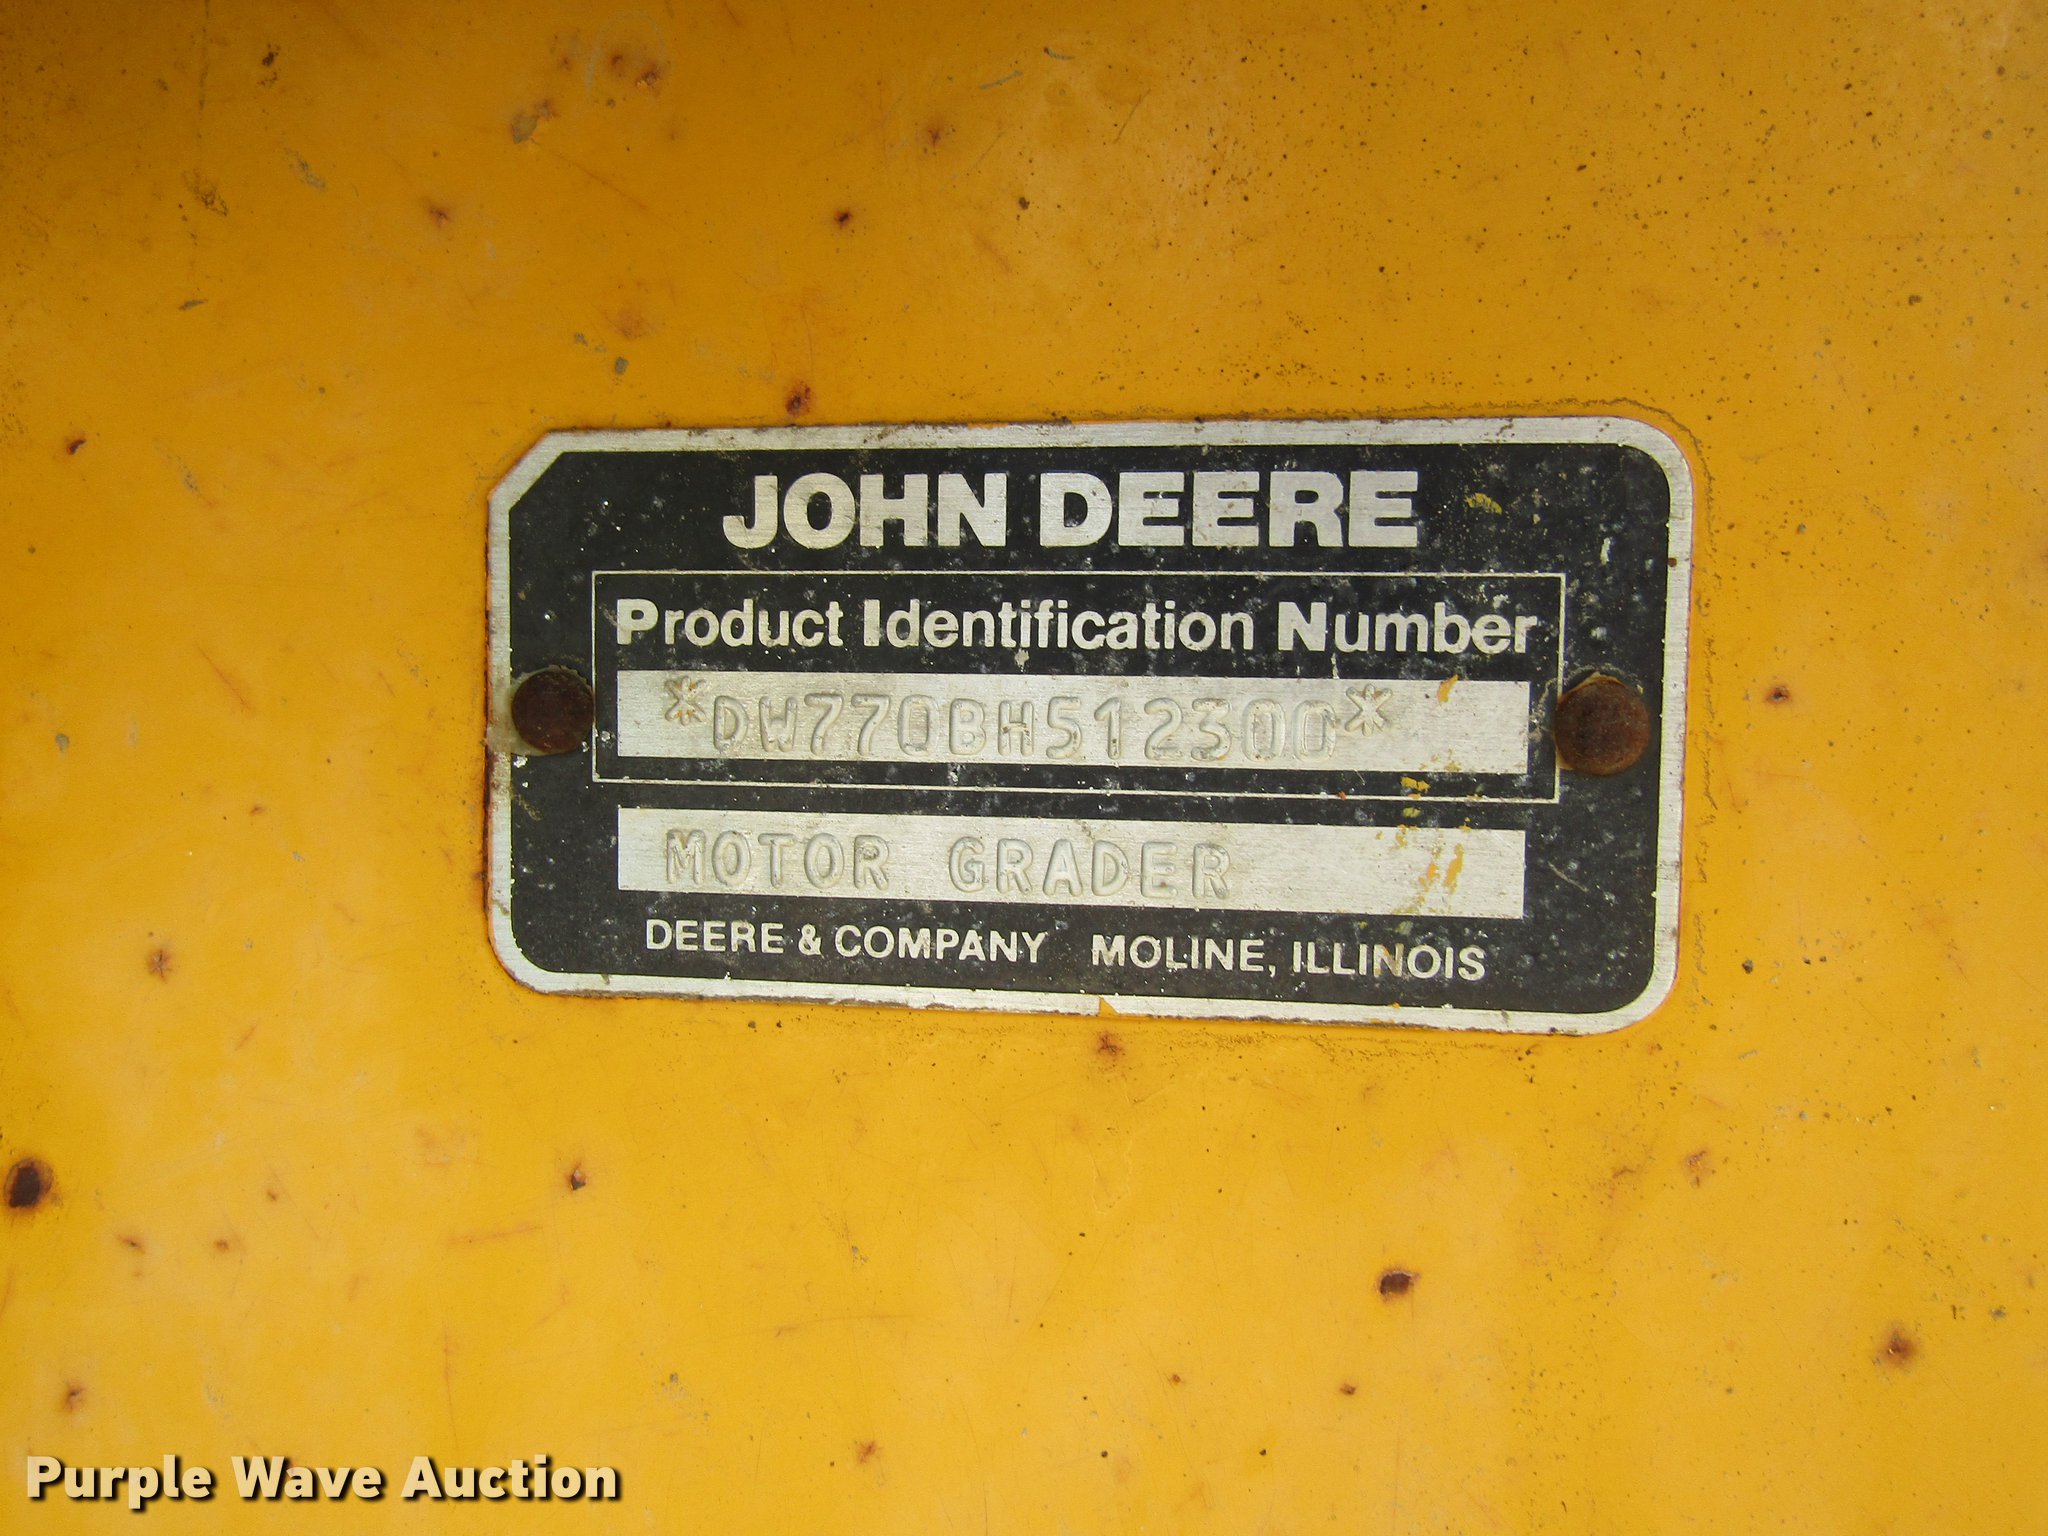 JOHN DEERE
Product Identification Number
*DW770BH512300*
MOTOR GRADER
DEERE & COMPANY MOLINE, ILLINOIS
Purple Wave Auction